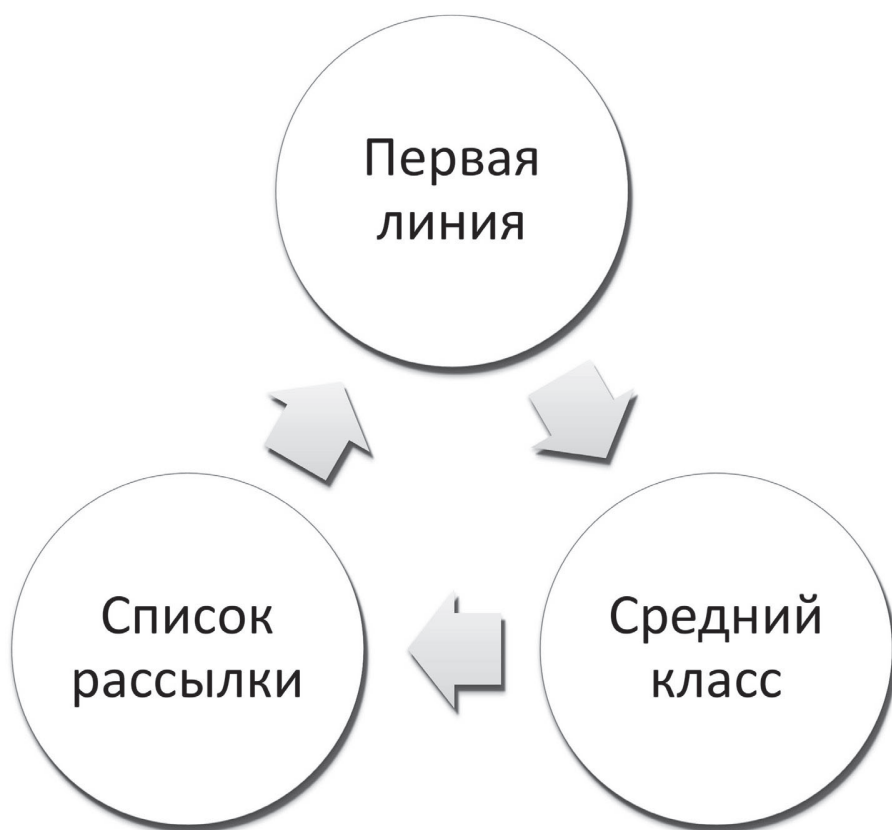 Первая
линия
Средний
класс
Список
рассылки